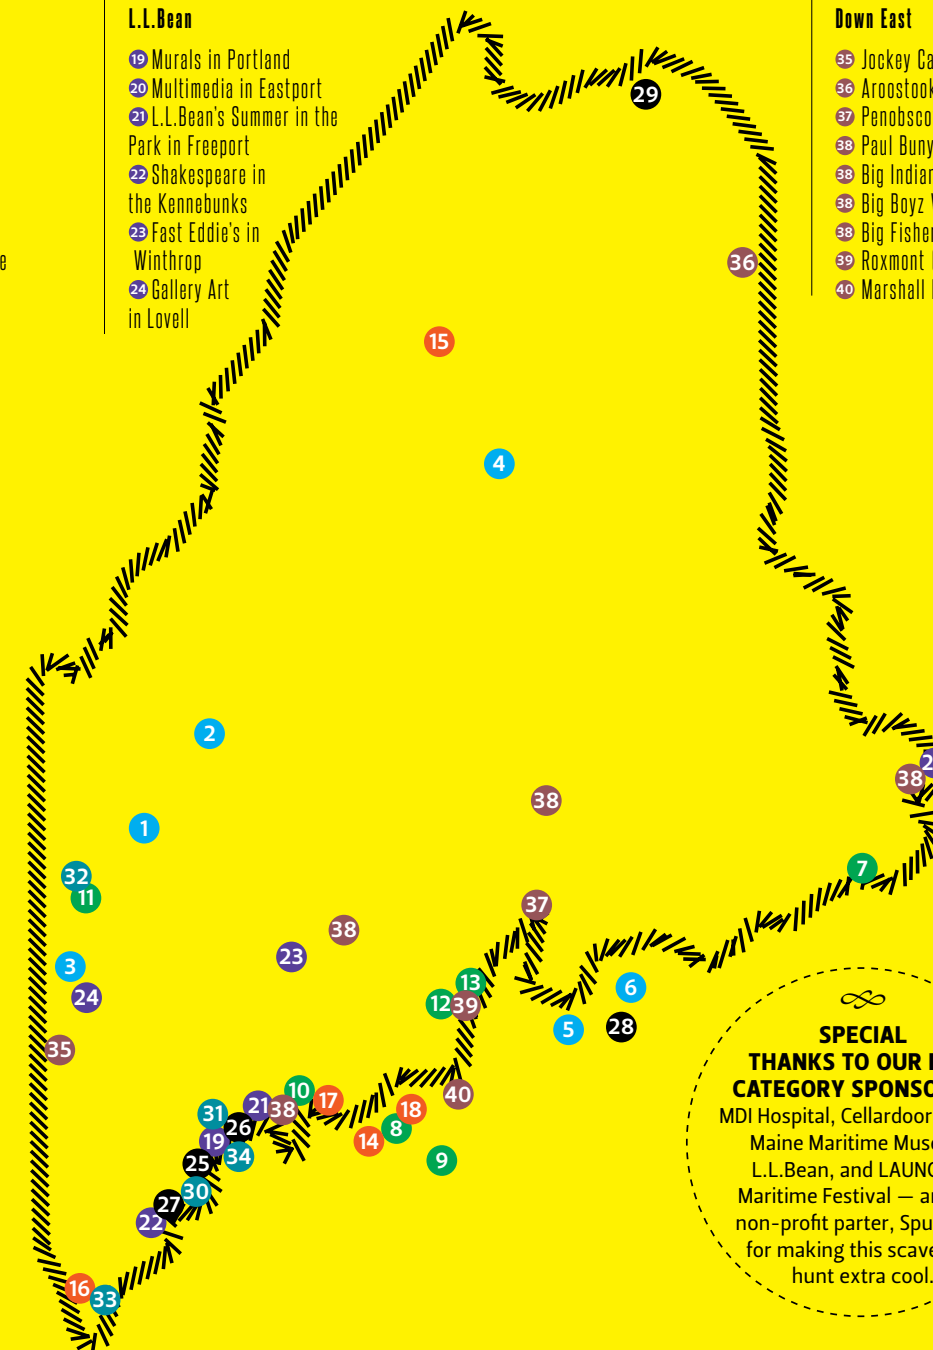 L.L.Bean
19 Murals in Portland
20 Multimedia in Eastport
21 L.L.Bean's Summer in the
Park in Freeport
22 Shakespeare in
the Kennebunks
23 Fast Eddie's in
Winthrop
24 Gallery Art
in Lovell
e
Down East
35 Jockey Ca
36 Aroostook
37 Penobsco
38 Paul Buny
38 Big Indian
38 Big Boyz
38 Big Fisher
39 Roxmont
40 Marshall
29
36
15
4
2
38
2
38
1
7
32
11
37
38
23
3
24
13
12
39
6
5
28
35
10
40
17
21
38
18
31
26
8
19
14
34
25
9
30
27
22
16
33
SPECIAL
THANKS TO OUR
CATEGORY SPONSO
MDI Hospital, Cellardoor
Maine Maritime Muse
L.L.Bean, and LAUNC
Maritime Festival — a
non-profit parter, Spu
for making this scave
hunt extra cool.